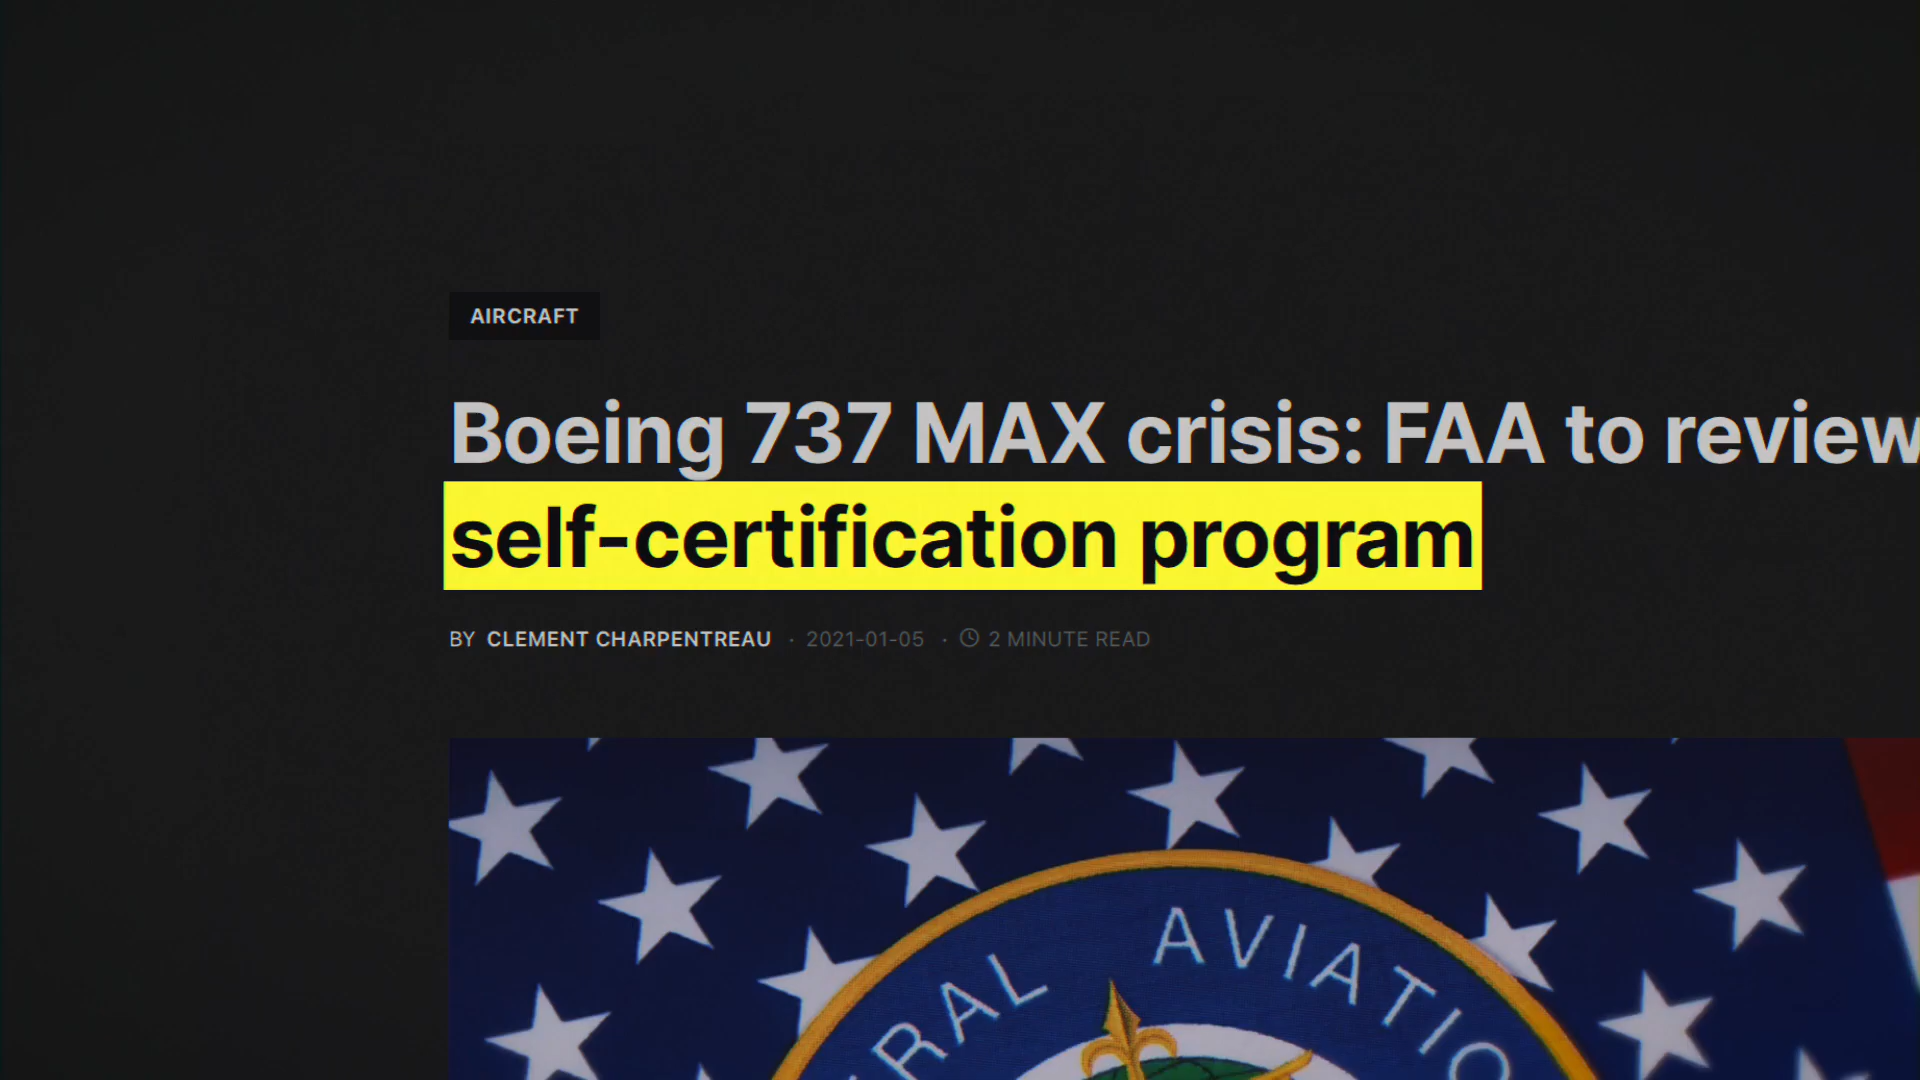 AIRCRAFT
Boeing 737 MAX crisis: FAA to review
self-certification program
BY CLEMENT CHARPENTREAU · 2021-01-05 · 2 MINUTE READ
RAL AVIATIO